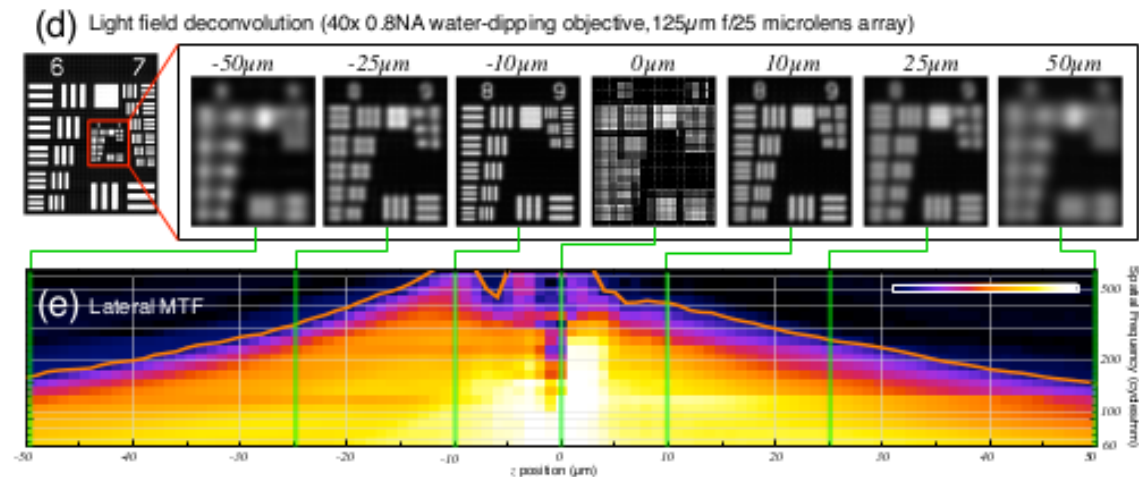 (d) Light field deconvolution (40x 0.8NA water-dipping objective, 125µm f/25 microlens array)
-50µm -25µm -10µm 0µm 10µm 25µm 50µm
6 7
8 9 8 9 8 9 8 9
(e) Lateral MTF
Spatial Frequency (cycles/mm)
500
200
100
60
-50 -40 -30 -20 -10 0 10 20 30 40 50
z position (µm)